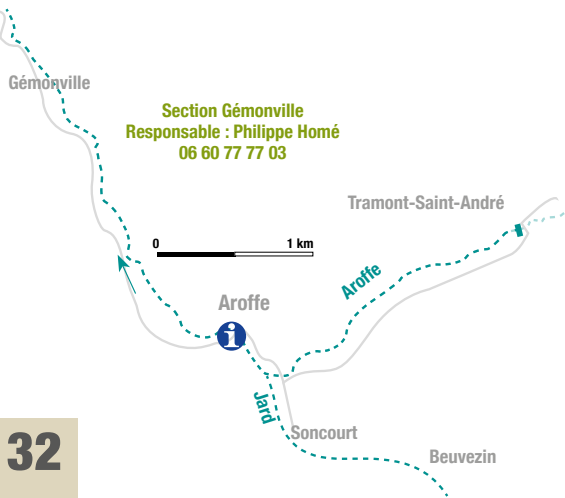 Gémonville
Section Gémonville
Responsable : Philippe Homé
06 60 77 77 03
Tramont-Saint-André
0 1 km
Aroffe
Aroffe
i
Jard
Soncourt
Beuvezin
32